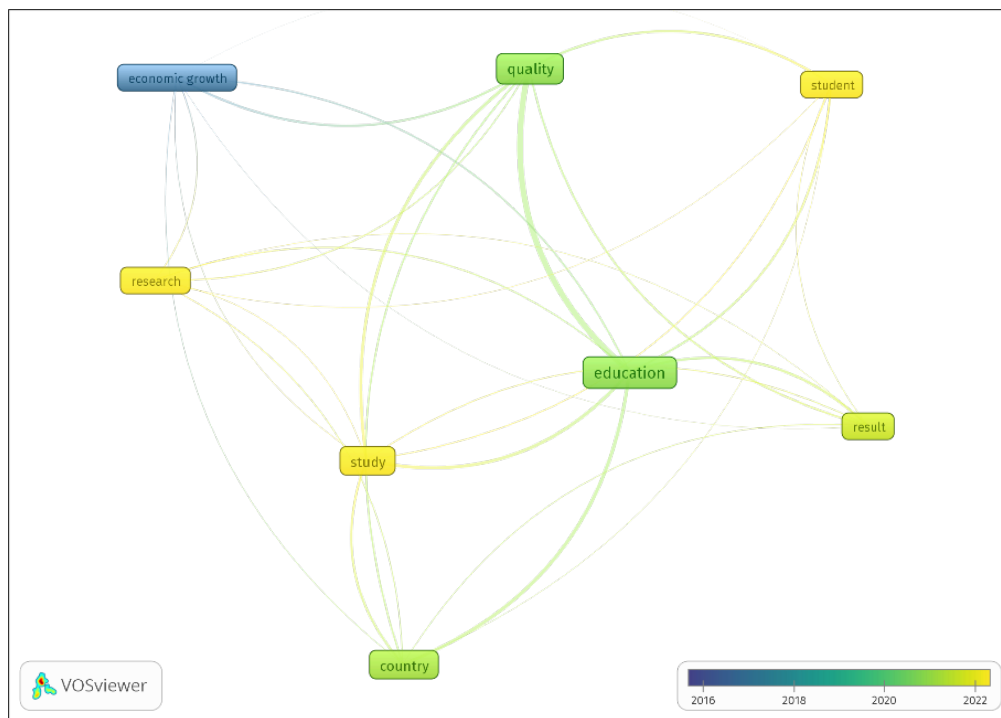 economic growth
quality
student
research
education
result
study
country
VOSviewer
2016 2018 2020 2022